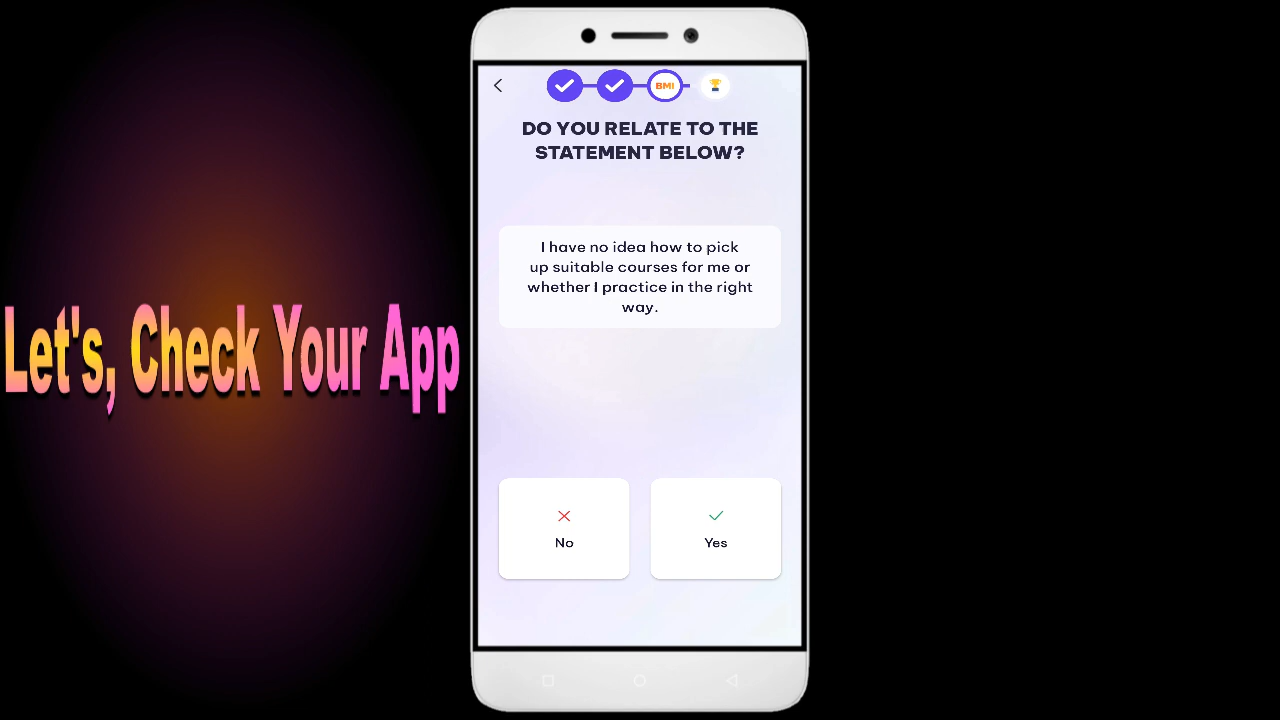 BMI
DO YOU RELATE TO THE
STATEMENT BELOW?
I have no idea how to pick
up suitable courses for me or
whether I practice in the right
way.
Let's, Check Your App
No
Yes